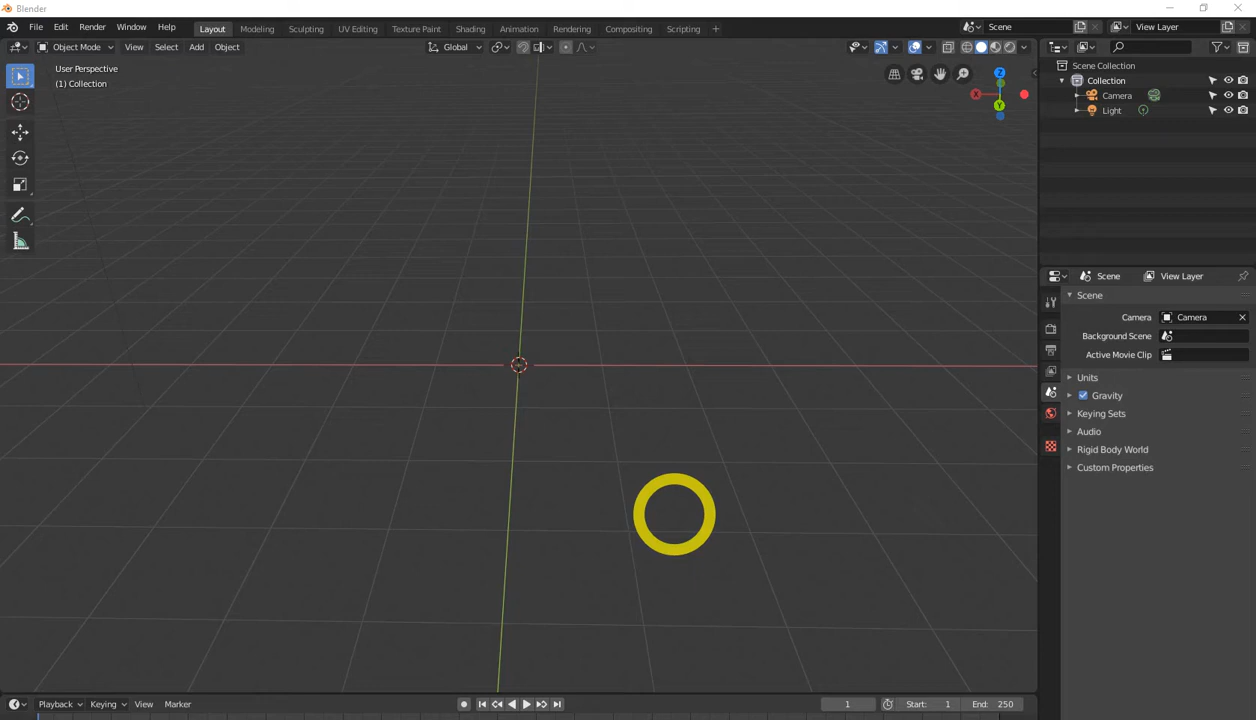 Blender
File Edit Render Window Help Layout Modeling Sculpting UV Editing Texture Paint Shading Animation Rendering Compositing Scripting + Scene View Layer
Object Mode View Select Add Object Global
User Perspective
(1) Collection
Z
X
Y
Scene Collection
Collection
Camera
Light
Scene View Layer
Scene
Camera Camera
Background Scene
Active Movie Clip
Units
Gravity
Keying Sets
Audio
Rigid Body World
Custom Properties
Playback Keying View Marker 1 Start: 1 End: 250